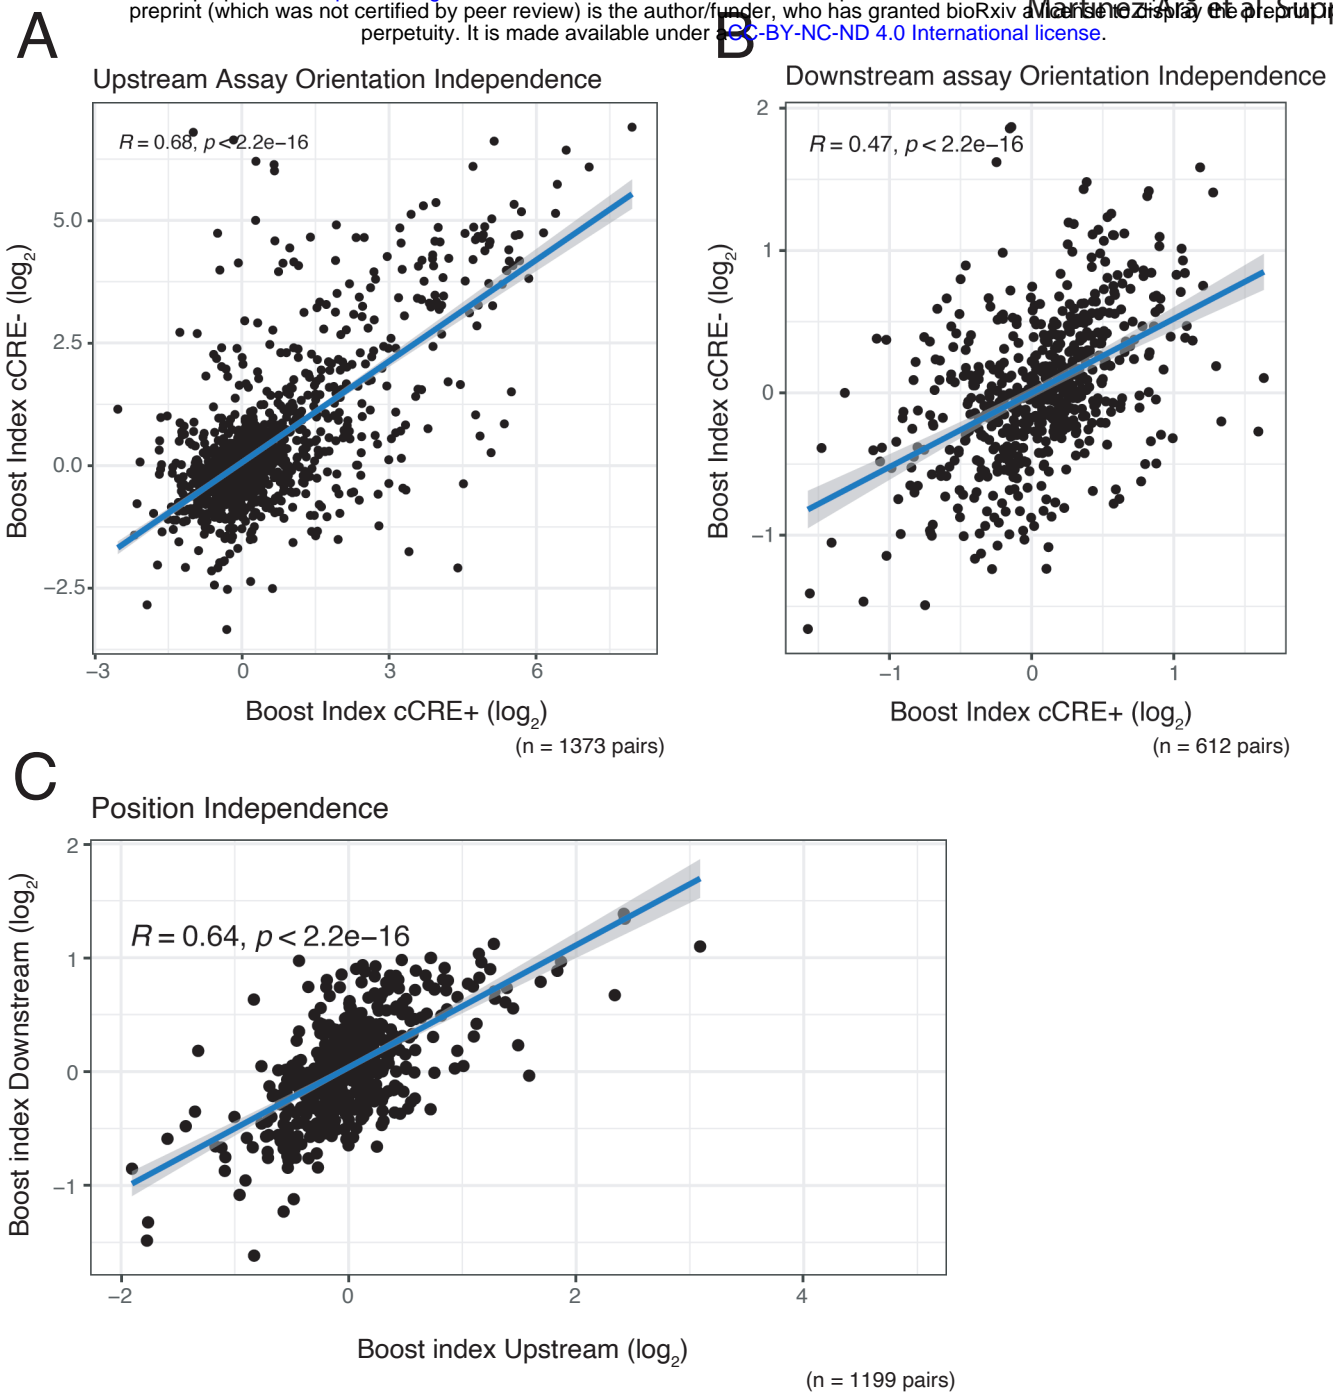 preprint (which was not certified by peer review) is the author/funder, who has granted bioRxiv a license to display the preprint in
perpetuity. It is made available under aCC-BY-NC-ND 4.0 International license.
A
Upstream Assay Orientation Independence
R = 0.68, p < 2.2e−16
5.0
2.5
0.0
−2.5
−3
0
3
6
Boost Index cCRE- (log2)
Boost Index cCRE+ (log2)
(n = 1373 pairs)
B
Downstream assay Orientation Independence
R = 0.47, p < 2.2e−16
2
1
0
−1
−1
0
1
Boost Index cCRE- (log2)
Boost Index cCRE+ (log2)
(n = 612 pairs)
C
Position Independence
R = 0.64, p < 2.2e−16
2
1
0
−1
−2
0
2
4
Boost index Downstream (log2)
Boost index Upstream (log2)
(n = 1199 pairs)